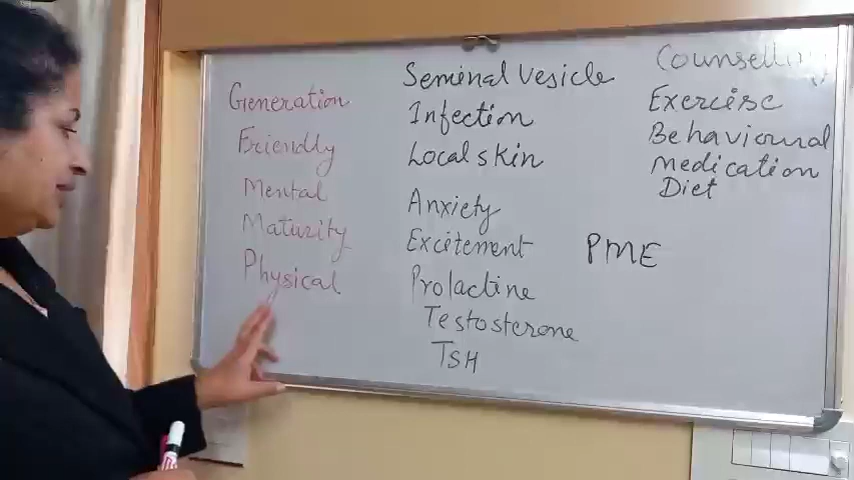 Generation
Friendly
Mental
Maturity
Physical
Seminal Vesicle
Infection
Local skin
Anxiety
Excitement
Prolactine
Testosterone
TSH
PME
Counselling
Exercise
Behavioural
Medication
Diet